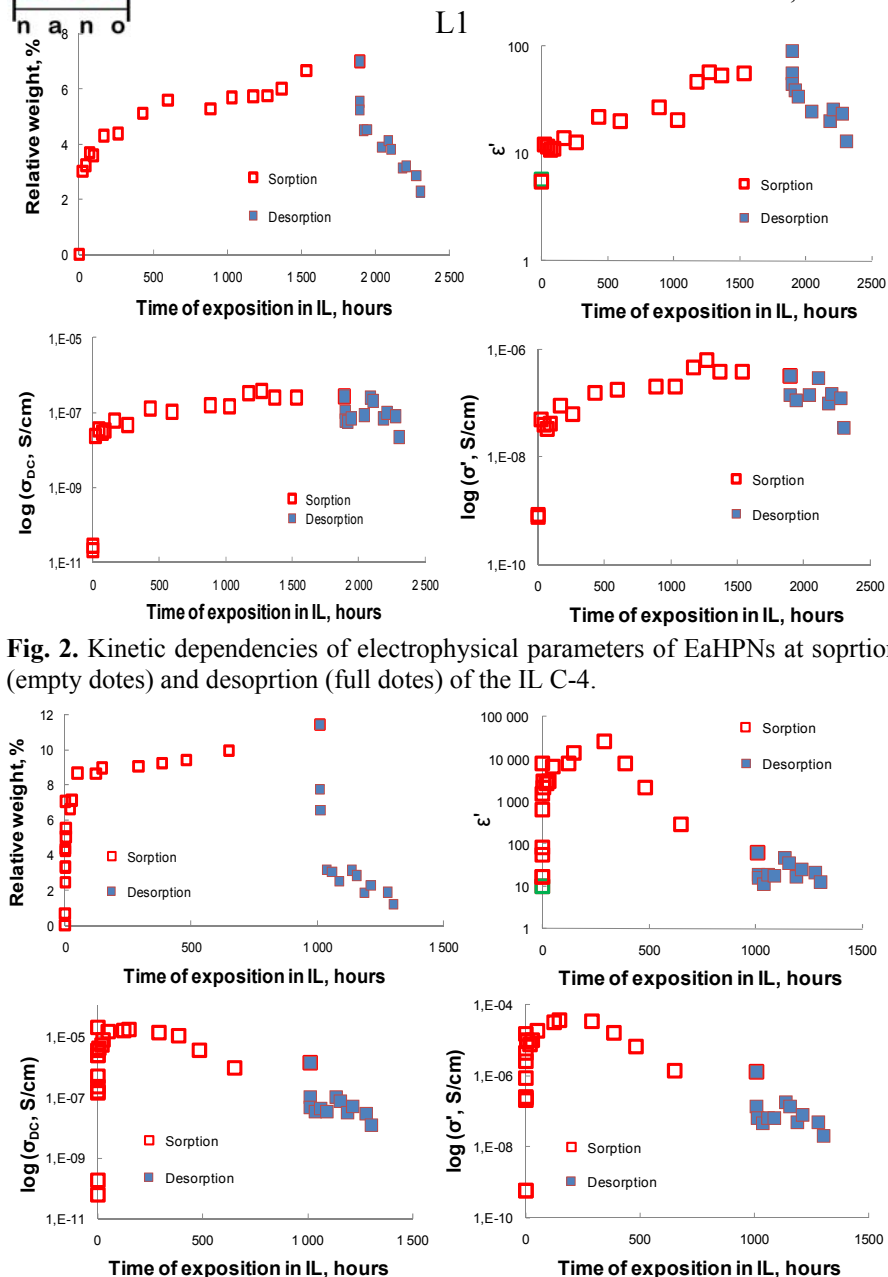 nano
L1
Relative weight, %
8
6
4
2
0
Sorption
Desorption
0 500 1 000 1 500 2 000 2 500
Time of exposition in IL, hours
ε'
100
10
1
Sorption
Desorption
0 500 1000 1500 2000 2500
Time of exposition in IL, hours
log (σDC, S/cm)
1,E-05
1,E-07
1,E-09
1,E-11
Sorption
Desorption
0 500 1 000 1 500 2 000 2 500
Time of exposition in IL, hours
log (σ', S/cm)
1,E-06
1,E-08
1,E-10
Sorption
Desorption
0 500 1000 1500 2000 2500
Time of exposition in IL, hours
Fig. 2. Kinetic dependencies of electrophysical parameters of EaHPNs at soprtion
(empty dotes) and desoprtion (full dotes) of the IL C-4.
Relative weight, %
12
10
8
6
4
2
0
Sorption
Desorption
0 500 1 000 1 500
Time of exposition in IL, hours
ε'
100 000
10 000
1 000
100
10
1
Sorption
Desorption
0 500 1000 1500
Time of exposition in IL, hours
log (σDC, S/cm)
1,E-05
1,E-07
1,E-09
1,E-11
Sorption
Desorption
0 500 1 000 1 500
Time of exposition in IL, hours
log (σ', S/cm)
1,E-04
1,E-06
1,E-08
1,E-10
Sorption
Desorption
0 500 1000 1500
Time of exposition in IL, hours